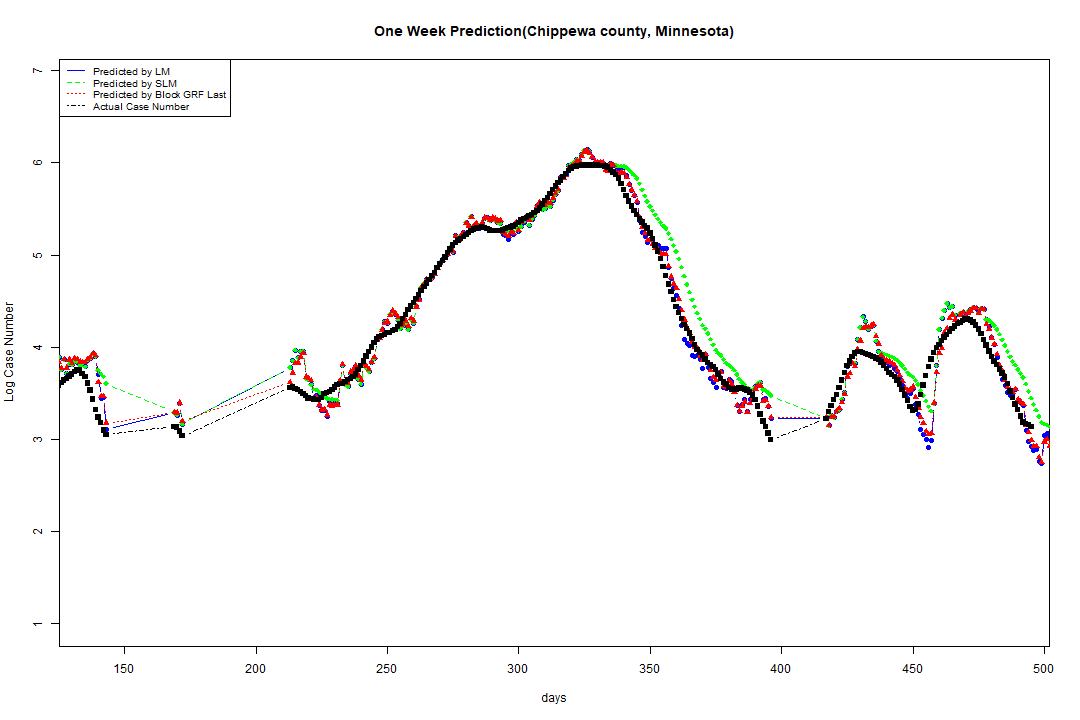 One Week Prediction(Chippewa county, Minnesota)
Predicted by LM
Predicted by SLM
Predicted by Block GRF Last
Actual Case Number
Log Case Number
7
6
5
4
3
2
1
150 200 250 300 350 400 450 500
days